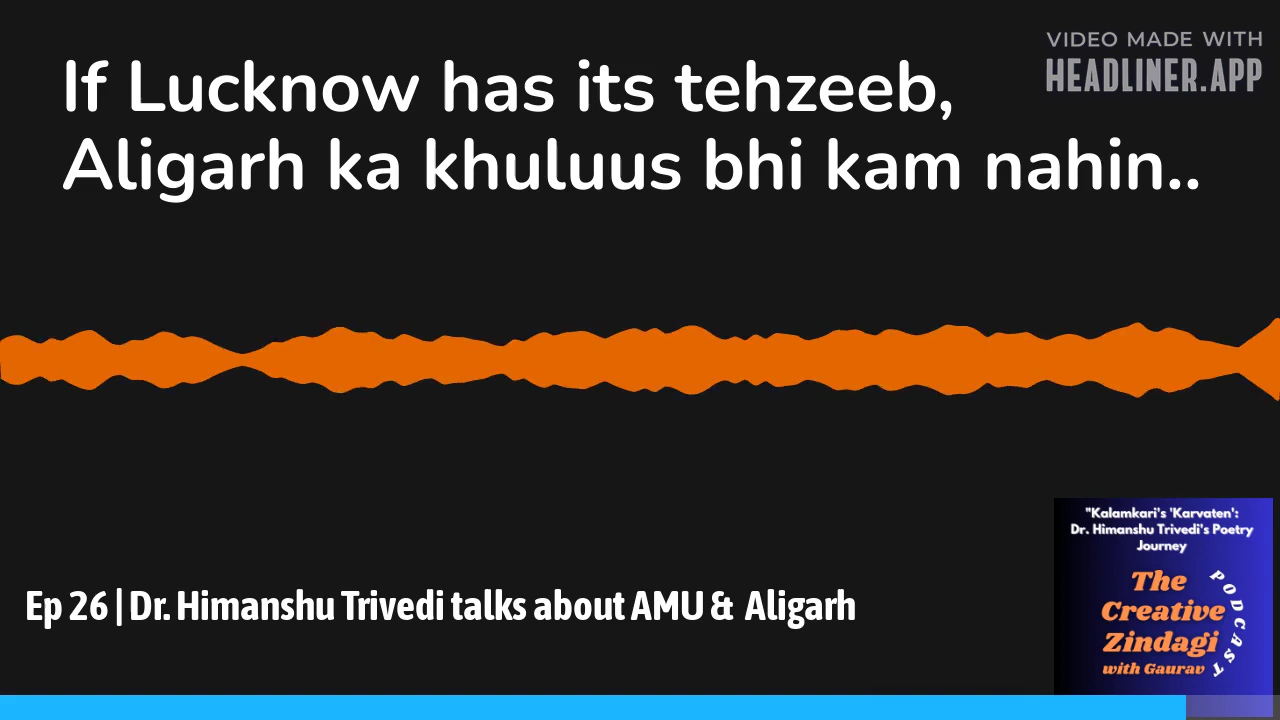 VIDEO MADE WITH
HEADLINER.APP
If Lucknow has its tehzeeb,
Aligarh ka khuluus bhi kam nahin..
Ep 26 | Dr. Himanshu Trivedi talks about AMU & Aligarh
"Kalamkari's 'Karvaten':
Dr. Himanshu Trivedi's Poetry
Journey
The
Creative
Zindagi
with Gaurav
PODCAST